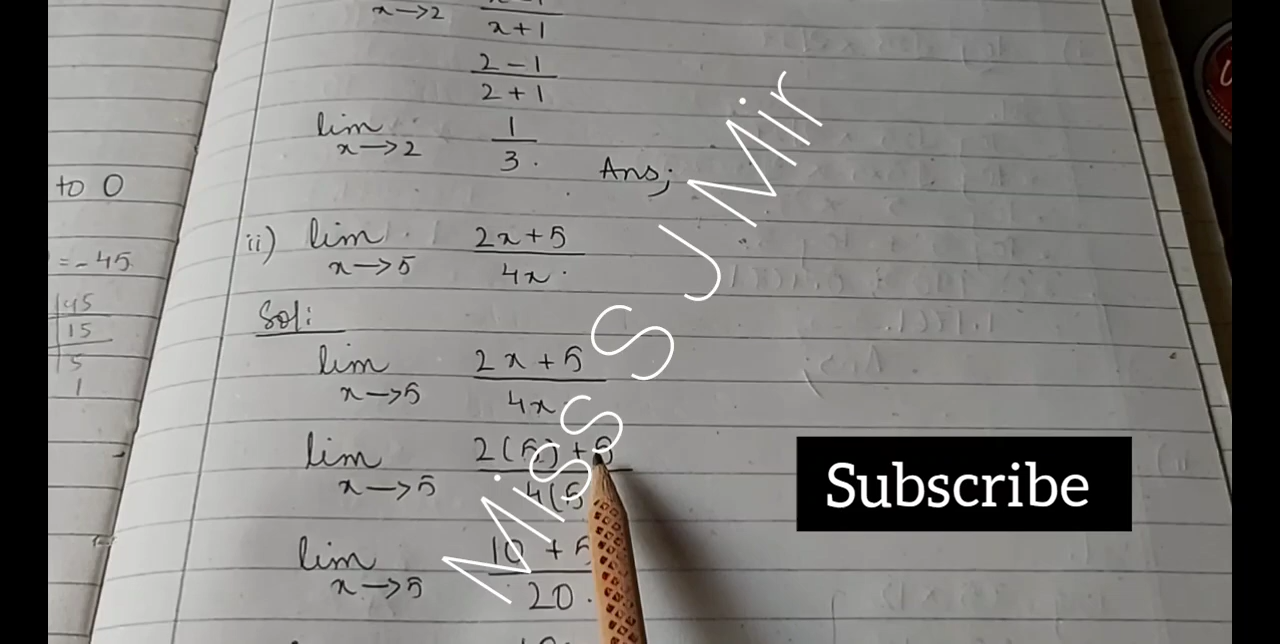 x→2 x+1
2-1
2+1
lim x→2 1/3. Ans;
to 0
ii) lim x→5 2x+5
4x.
= -45
Sol:
45
15
5
1
lim x→5 2x+5
4x
lim x→5 2(5)+5
4(5
Subscribe
lim x→5 10+5
20.
Miss S J Mir